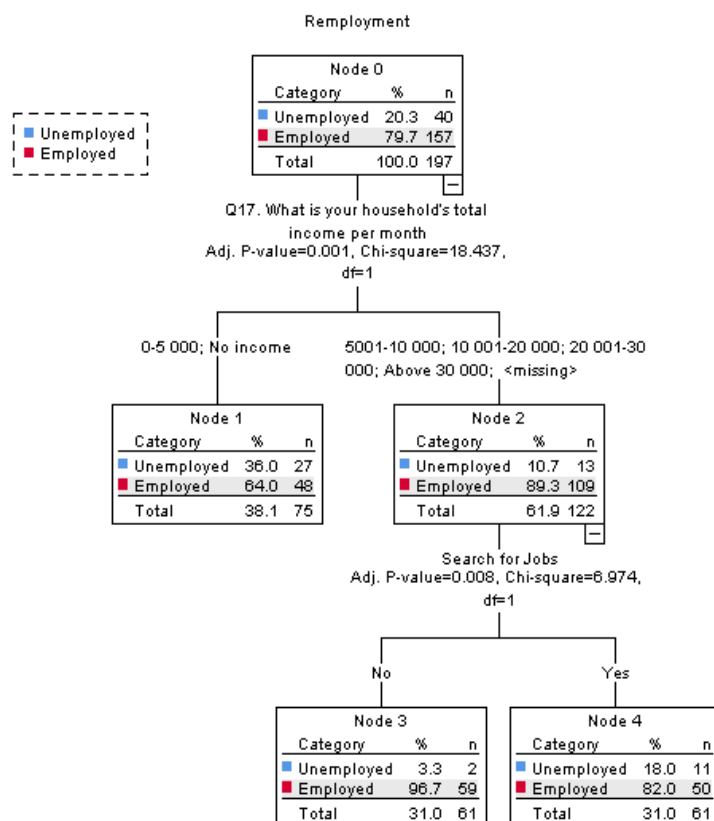 Remployment
Node 0
Category % n
Unemployed 20.3 40
Employed 79.7 157
Total 100.0 197
Unemployed
Employed
Q17. What is your household's total
income per month
Adj. P-value=0.001, Chi-square=18.437,
df=1
0-5 000; No income
5001-10 000; 10 001-20 000; 20 001-30
000; Above 30 000; <missing>
Node 1
Category % n
Unemployed 36.0 27
Employed 64.0 48
Total 38.1 75
Node 2
Category % n
Unemployed 10.7 13
Employed 89.3 109
Total 61.9 122
Search for Jobs
Adj. P-value=0.008, Chi-square=6.974,
df=1
No
Yes
Node 3
Category % n
Unemployed 3.3 2
Employed 96.7 59
Total 31.0 61
Node 4
Category % n
Unemployed 18.0 11
Employed 82.0 50
Total 31.0 61